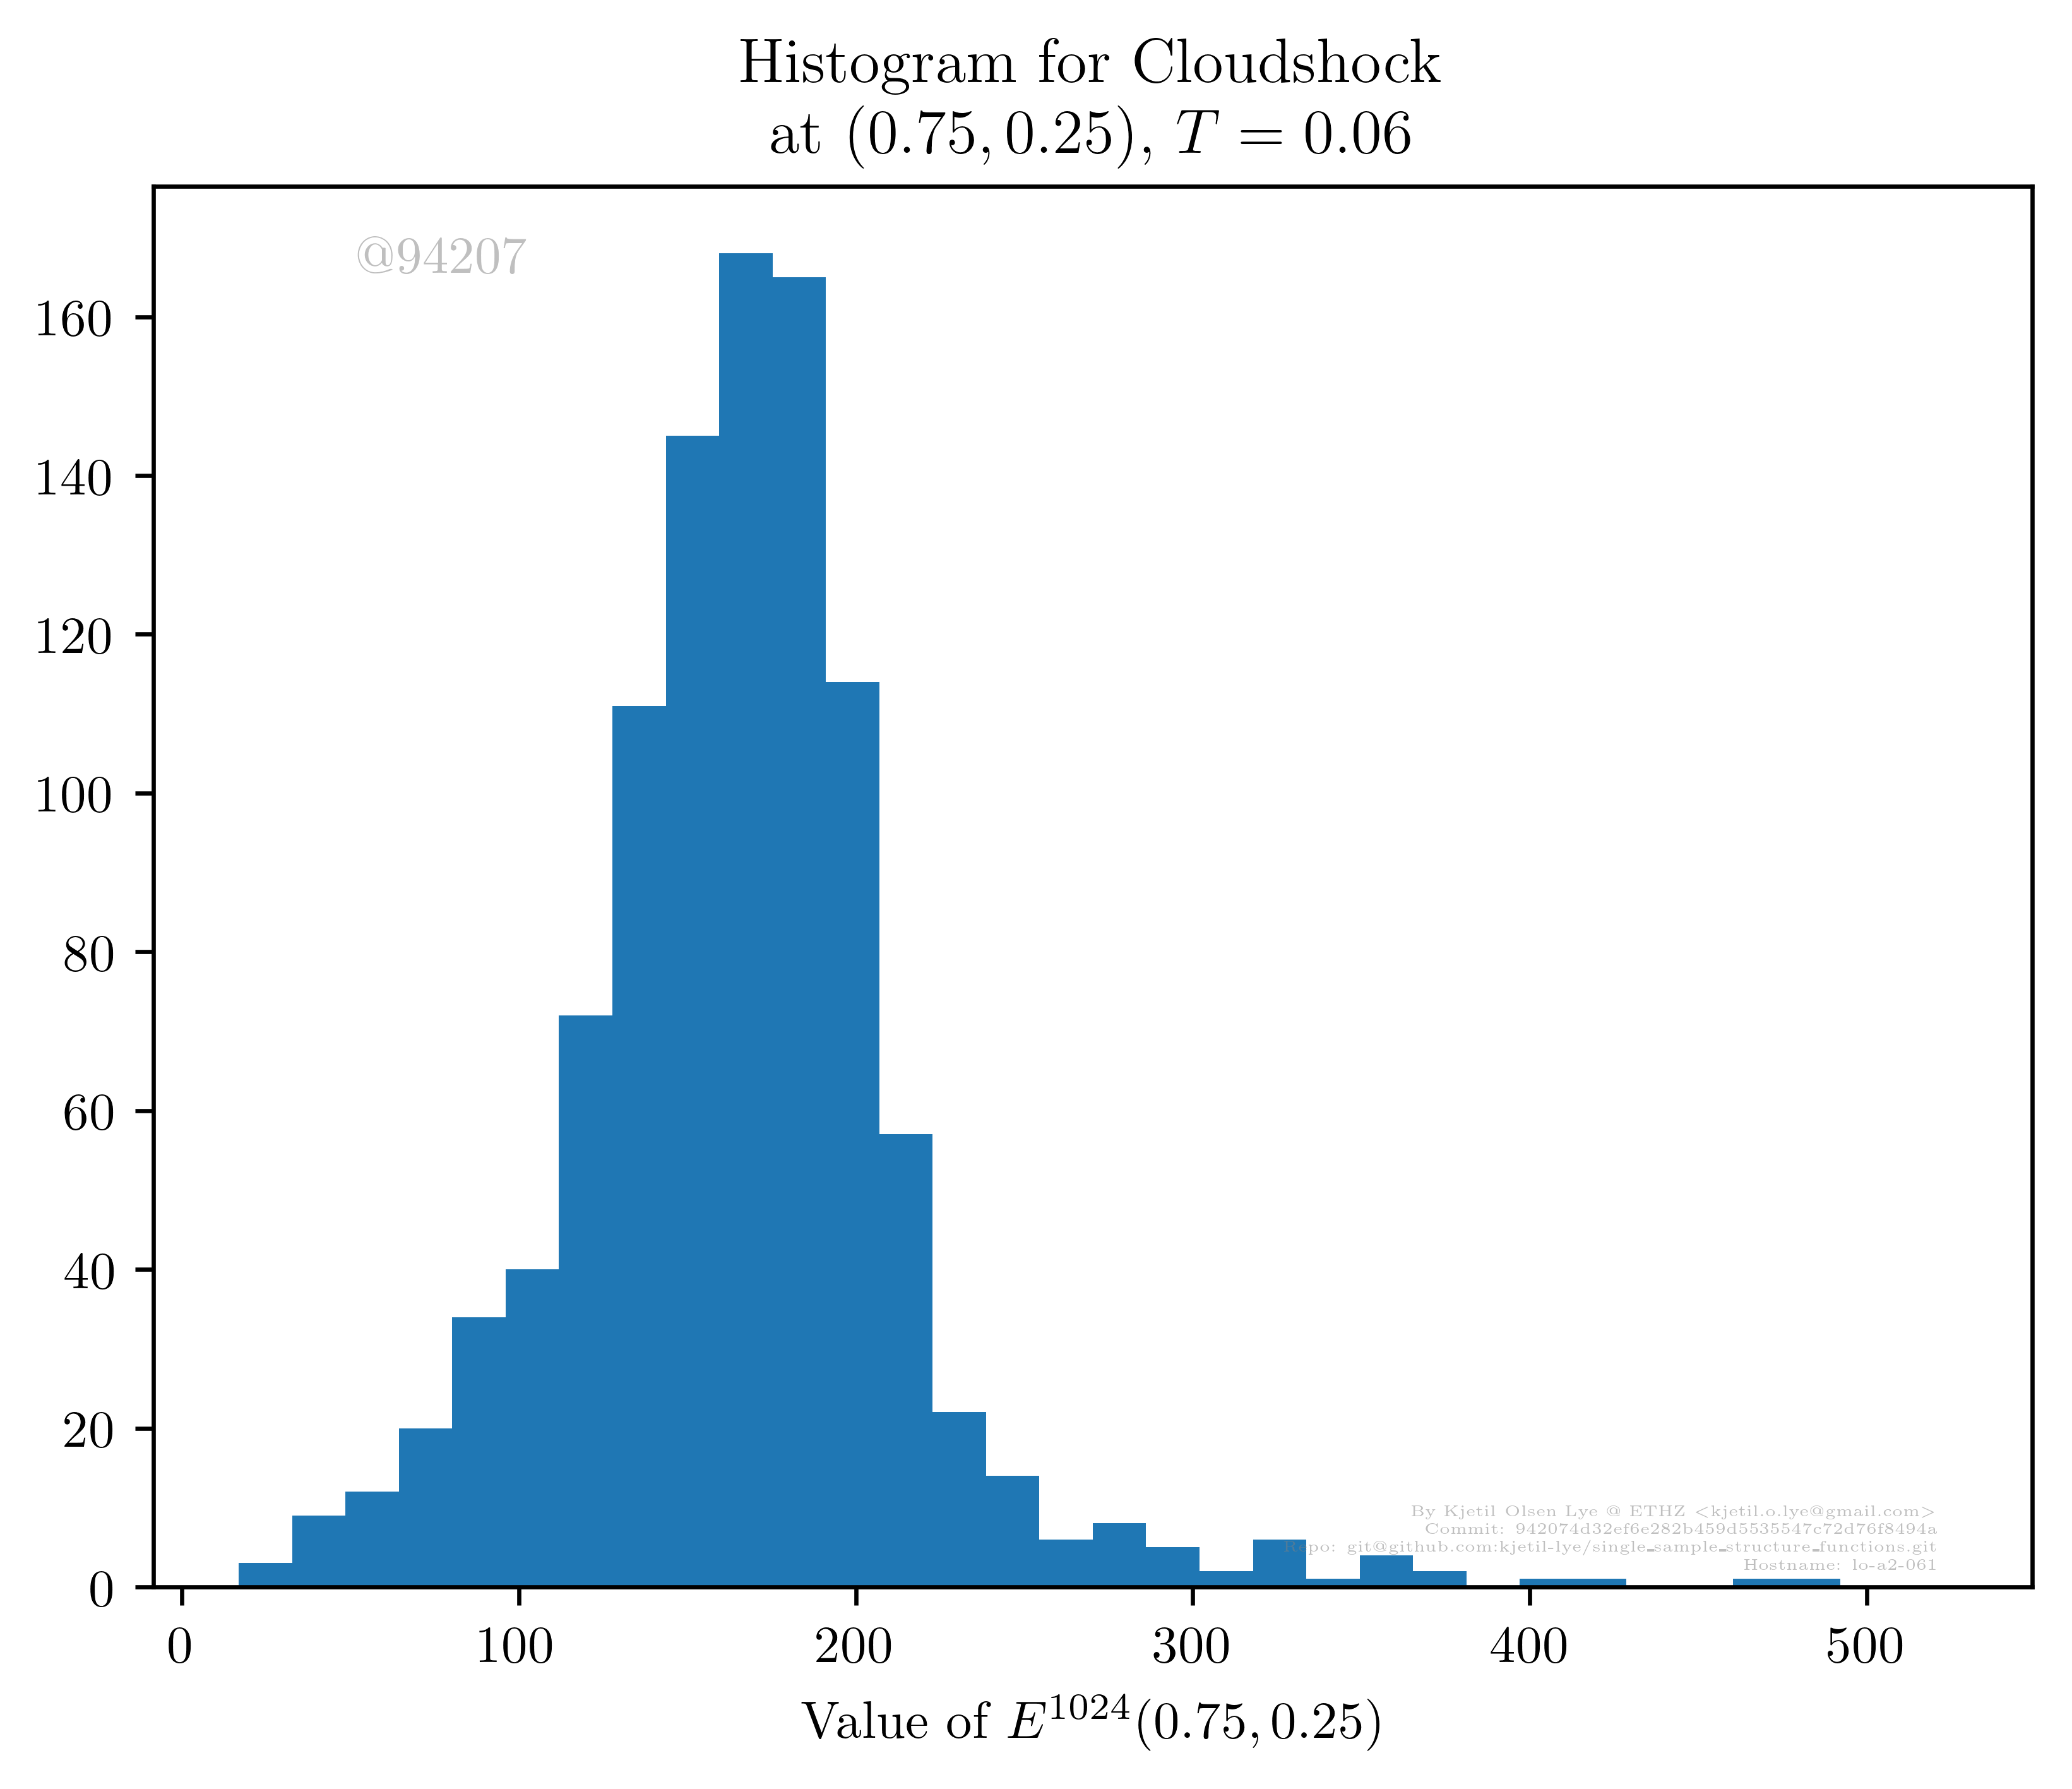 Histogram for Cloudshock
at (0.75, 0.25), T = 0.06
@94207
160
140
120
100
80
60
40
20
0
By Kjetil Olsen Lye @ ETHZ <kjetil.o.lye@gmail.com>
Commit: 942074d32ef6e282b459d5535547c72d76f8494a
Repo: git@github.com:kjetil-lye/single_sample_structure_functions.git
Hostname: lo-a2-061
0 100 200 300 400 500
Value of E^1024(0.75, 0.25)